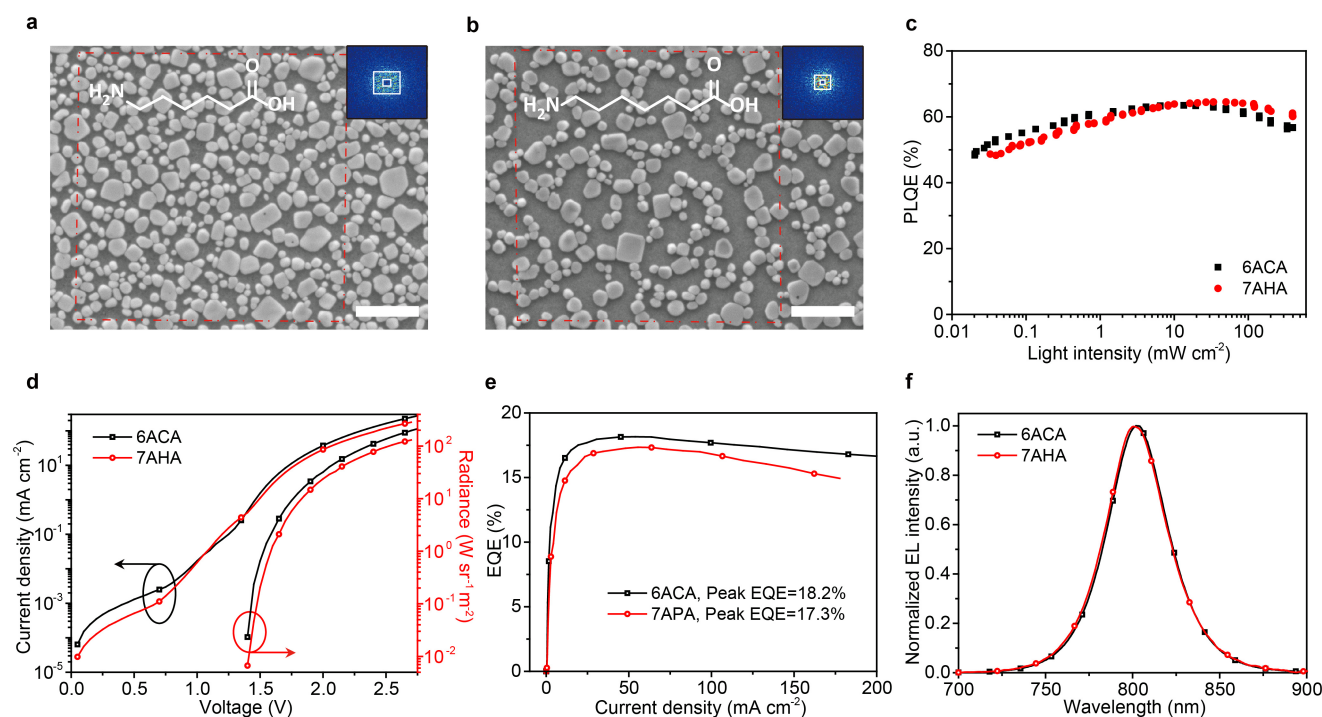 a
H2N
O
OH
b
H2N
O
OH
c
80
60
40
20
0
PLQE (%)
6ACA
7AHA
0.01
0.1
1
10
100
Light intensity (mW cm-2)
d
6ACA
7AHA
10-1
10-3
10-5
Current density (mA cm-2)
102
101
100
10-1
10-2
Radiance (W sr-1m-2)
0.0
0.5
1.0
1.5
2.0
2.5
Voltage (V)
e
20
15
10
5
0
EQE (%)
6ACA, Peak EQE=18.2%
7APA, Peak EQE=17.3%
0
50
100
150
200
Current density (mA cm-2)
f
1.0
0.8
0.6
0.4
0.2
0.0
Normalized EL intensity (a.u.)
6ACA
7AHA
700
750
800
850
900
Wavelength (nm)